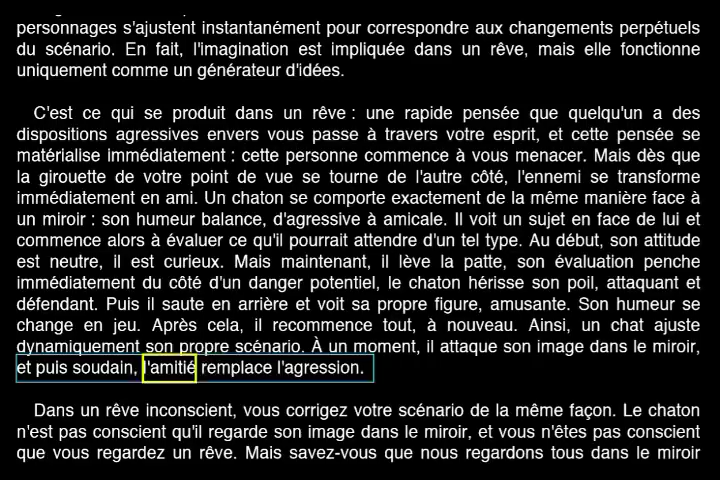 personnages s'ajustent instantanément pour correspondre aux changements perpétuels
du scénario. En fait, l'imagination est impliquée dans un rêve, mais elle fonctionne
uniquement comme un générateur d'idées.
C'est ce qui se produit dans un rêve : une rapide pensée que quelqu'un a des
dispositions agressives envers vous passe à travers votre esprit, et cette pensée se
matérialise immédiatement : cette personne commence à vous menacer. Mais dès que
la girouette de votre point de vue se tourne de l'autre côté, l'ennemi se transforme
immédiatement en ami. Un chaton se comporte exactement de la même manière face à
un miroir : son humeur balance, d'agressive à amicale. Il voit un sujet en face de lui et
commence alors à évaluer ce qu'il pourrait attendre d'un tel type. Au début, son attitude
est neutre, il est curieux. Mais maintenant, il lève la patte, son évaluation penche
immédiatement du côté d'un danger potentiel, le chaton hérisse son poil, attaquant et
défendant. Puis il saute en arrière et voit sa propre figure, amusante. Son humeur se
change en jeu. Après cela, il recommence tout, à nouveau. Ainsi, un chat ajuste
dynamiquement son propre scénario. À un moment, il attaque son image dans le miroir,
et puis soudain, l'amitié remplace l'agression.
Dans un rêve inconscient, vous corrigez votre scénario de la même façon. Le chaton
n'est pas conscient qu'il regarde son image dans le miroir, et vous n'êtes pas conscient
que vous regardez un rêve. Mais savez-vous que nous regardons tous dans le miroir